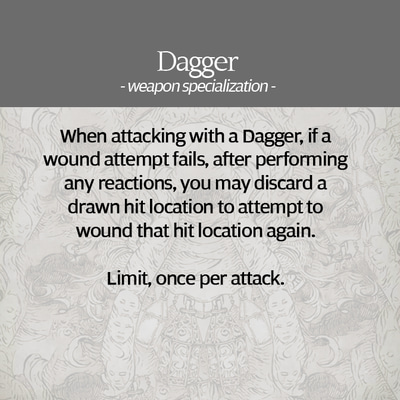 Dagger
- weapon specialization -
When attacking with a Dagger, if a
wound attempt fails, after performing
any reactions, you may discard a
drawn hit location to attempt to
wound that hit location again.
Limit, once per attack.